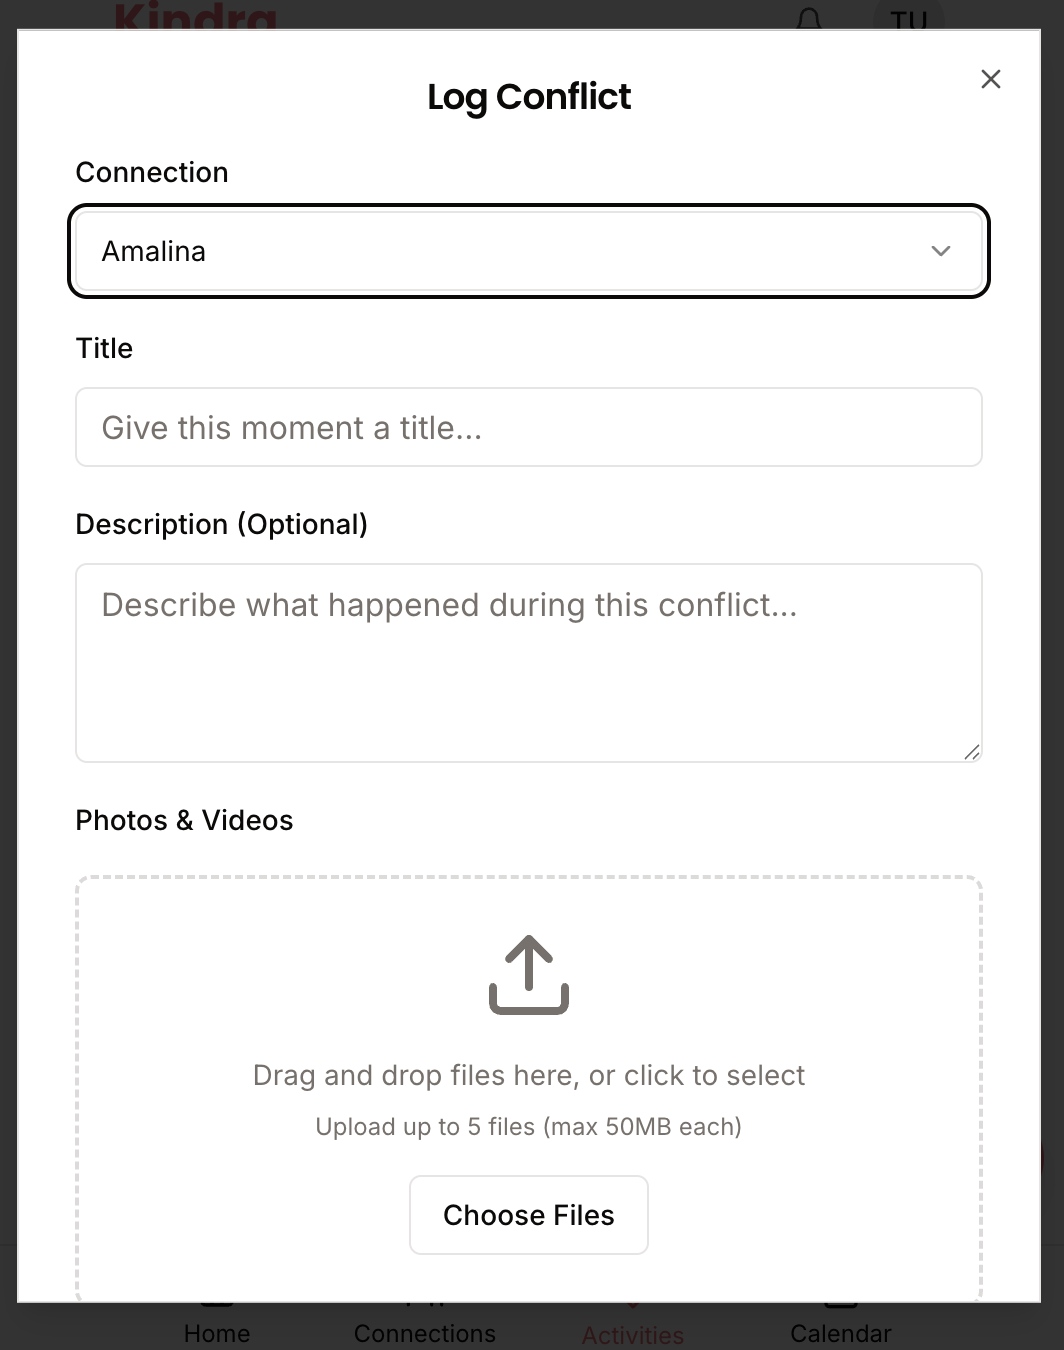 Kindra
TU
Log Conflict
Connection
Amalina
Title
Give this moment a title...
Description (Optional)
Describe what happened during this conflict...
Photos & Videos
Drag and drop files here, or click to select
Upload up to 5 files (max 50MB each)
Choose Files
Home
Connections
Activities
Calendar